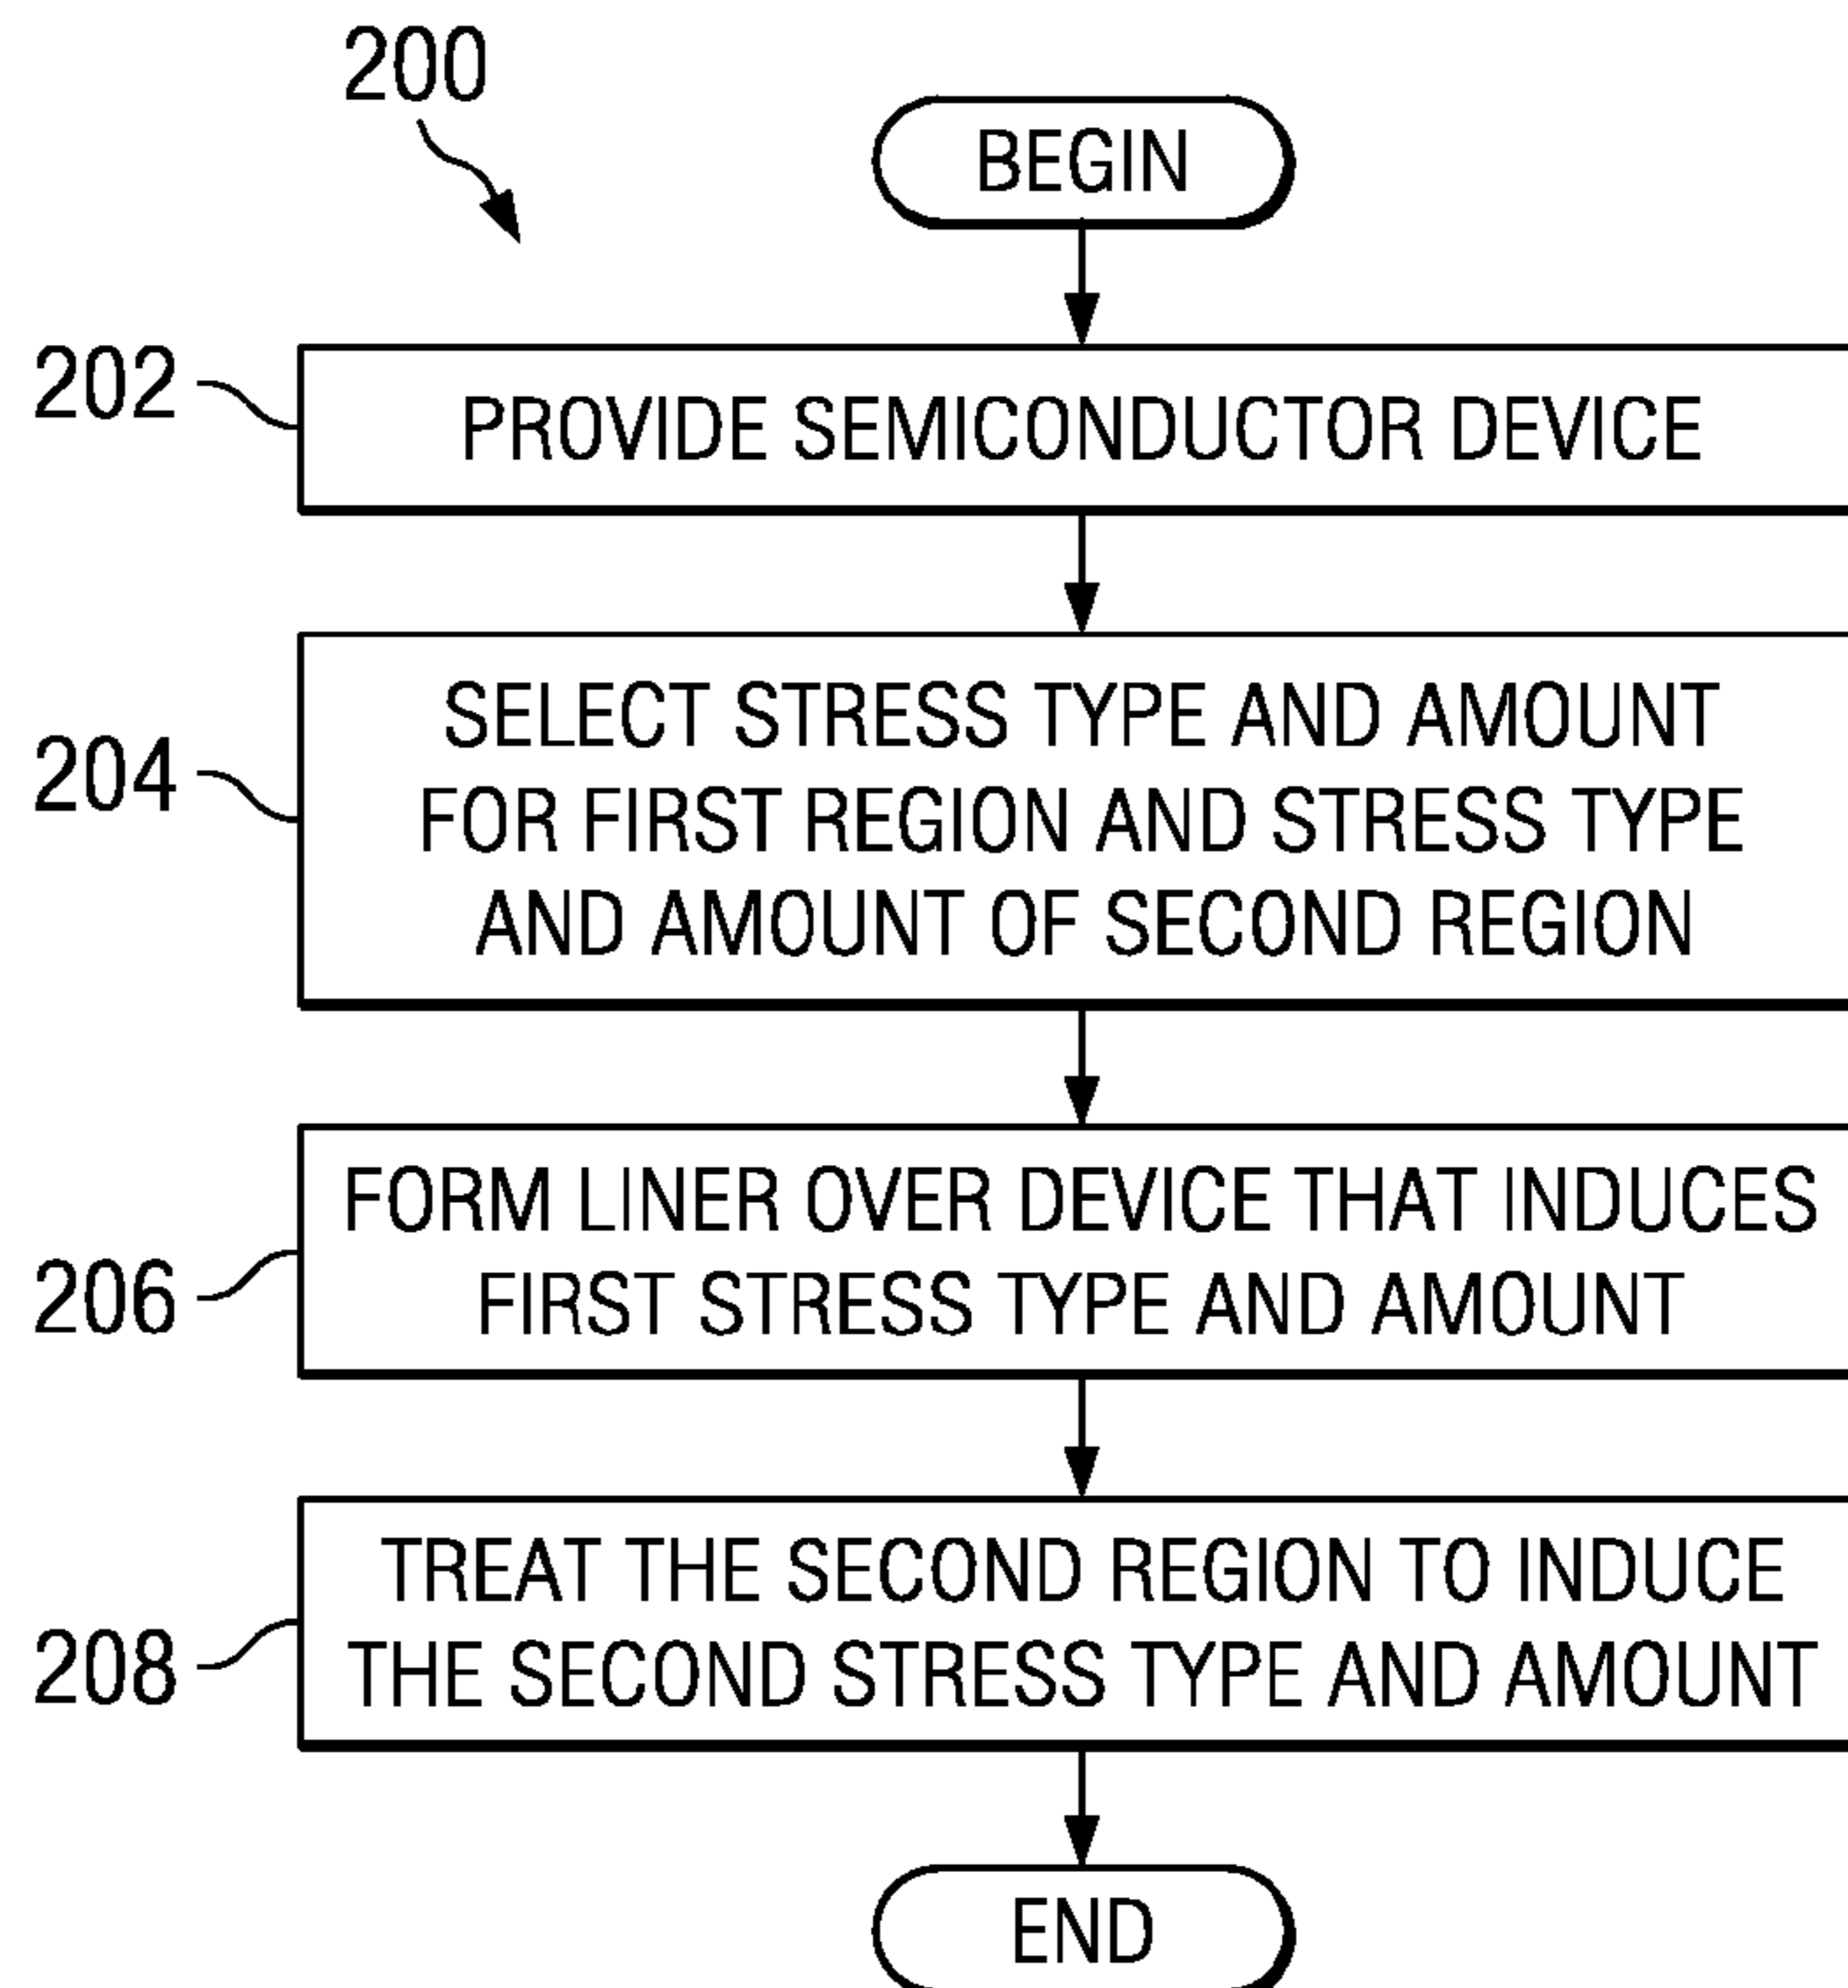 200
BEGIN
202
PROVIDE SEMICONDUCTOR DEVICE
204
SELECT STRESS TYPE AND AMOUNT
FOR FIRST REGION AND STRESS TYPE
AND AMOUNT OF SECOND REGION
206
FORM LINER OVER DEVICE THAT INDUCES
FIRST STRESS TYPE AND AMOUNT
208
TREAT THE SECOND REGION TO INDUCE
THE SECOND STRESS TYPE AND AMOUNT
END